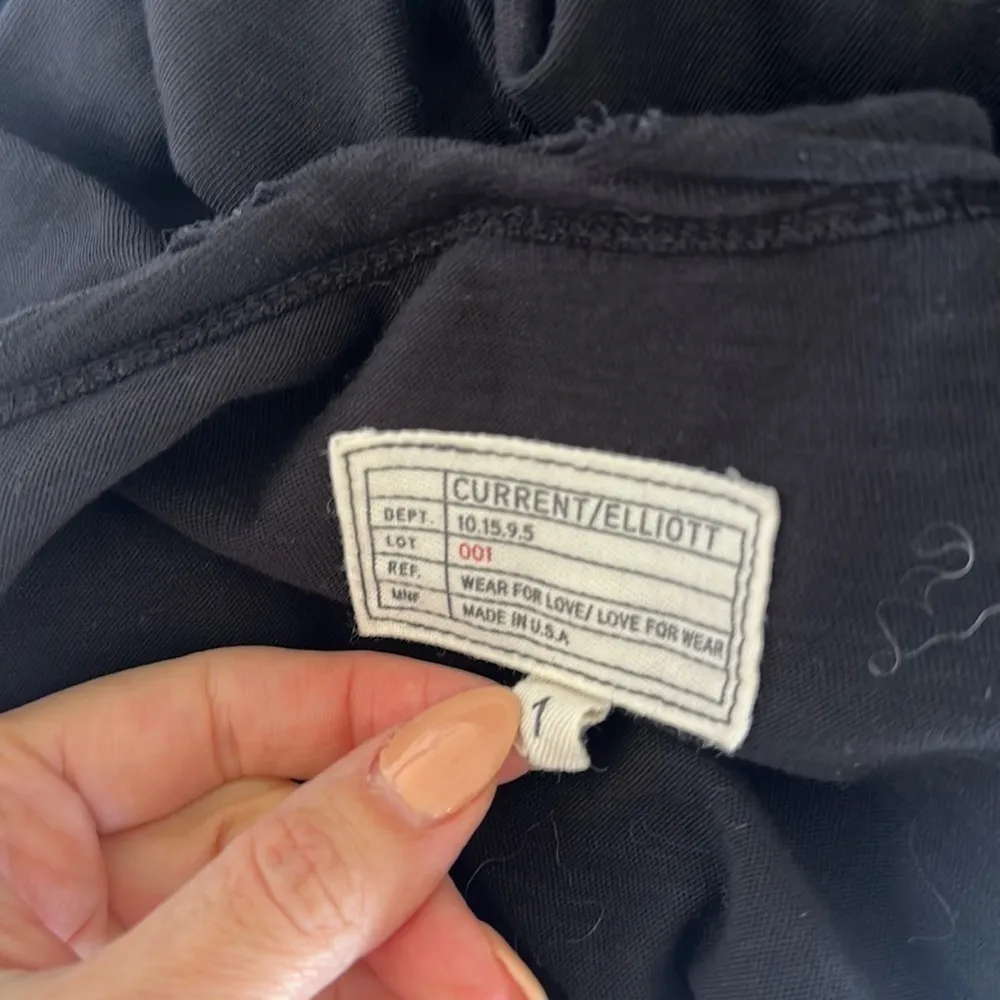 CURRENT/ELLIOTT
DEPT. 10.15.9.5
LOT 001
REF. WEAR FOR LOVE/ LOVE FOR WEAR
MNF. MADE IN U.S.A
1